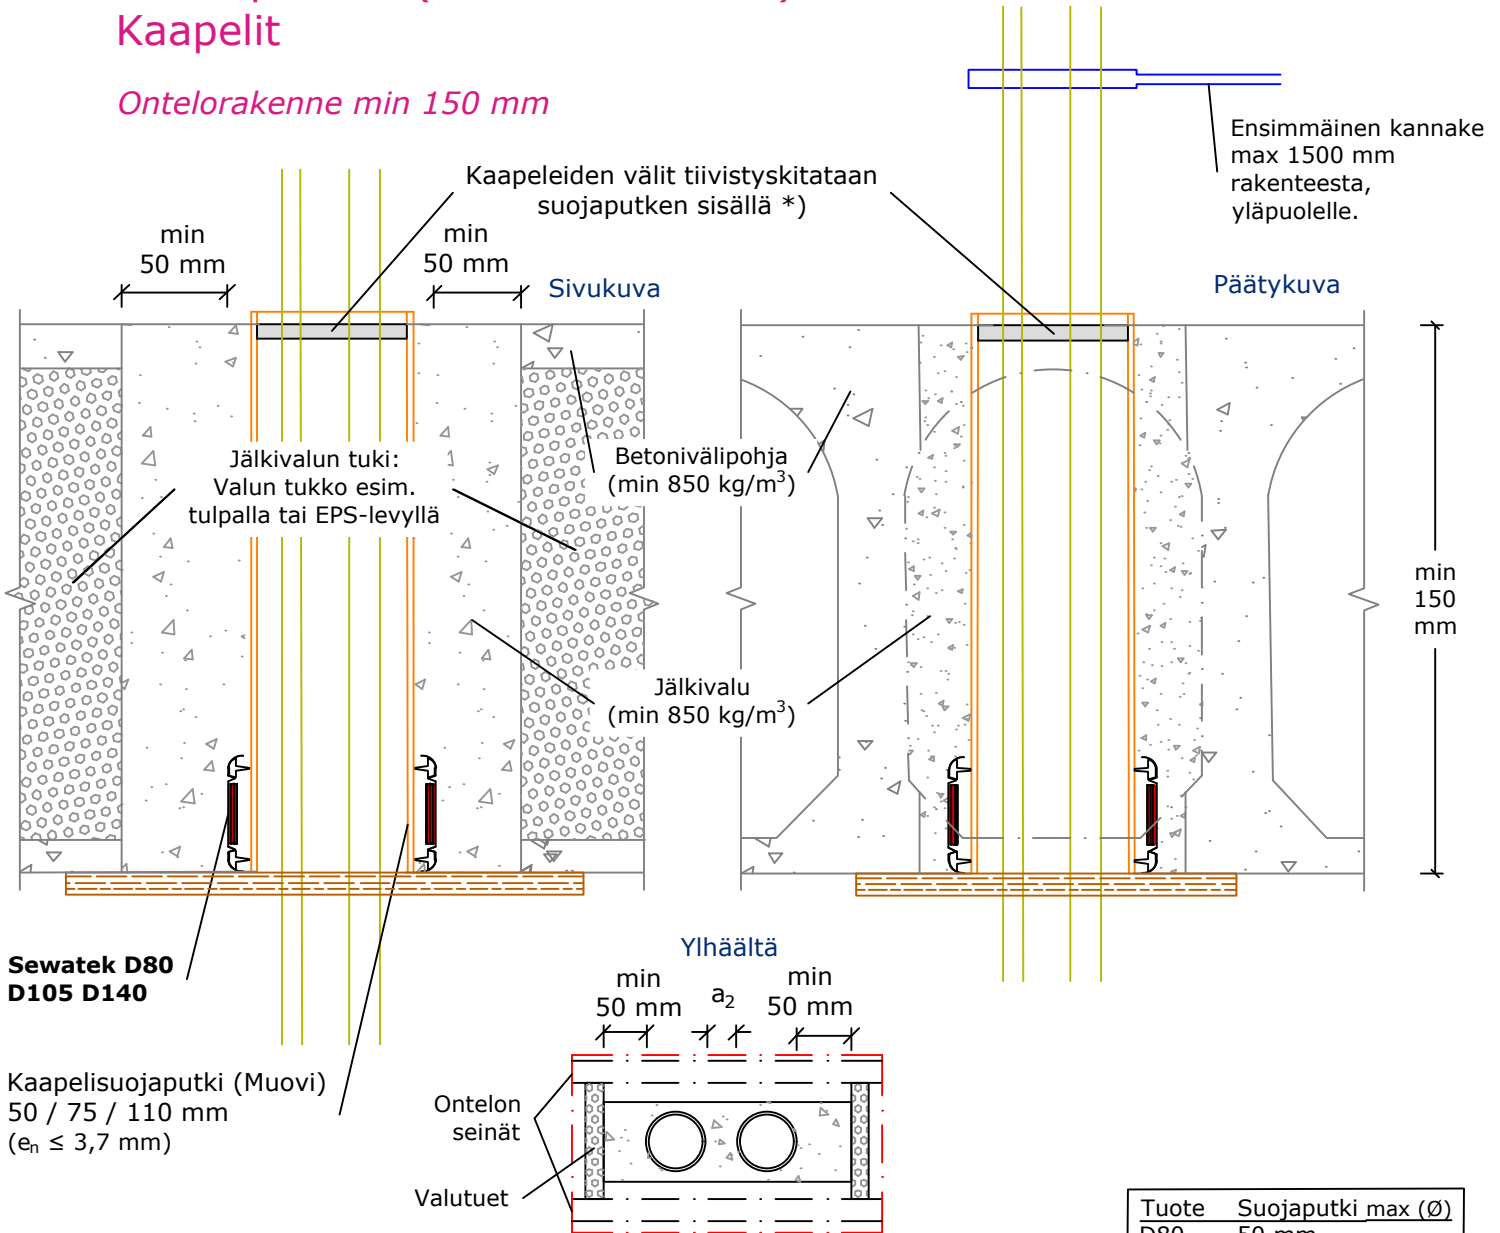 Kaapelit
Ontelorakenne min 150 mm
Ensimmäinen kannake
max 1500 mm
rakenteesta,
yläpuolelle.
Kaapeleiden välit tiivistyskitataan
suojaputken sisällä *)
min
50 mm
min
50 mm
Sivukuva
Päätykuva
Jälkivalun tuki:
Valun tukko esim.
tulpalla tai EPS-levyllä
Betonivälipohja
(min 850 kg/m³)
min
150
mm
Jälkivalu
(min 850 kg/m³)
Sewatek D80
D105 D140
Ylhäältä
min
50 mm
a₂
min
50 mm
Kaapelisuojaputki (Muovi)
50 / 75 / 110 mm
(eₙ ≤ 3,7 mm)
Ontelon
seinät
Valutuet
Tuote Suojaputki max (Ø)
D80 50 mm